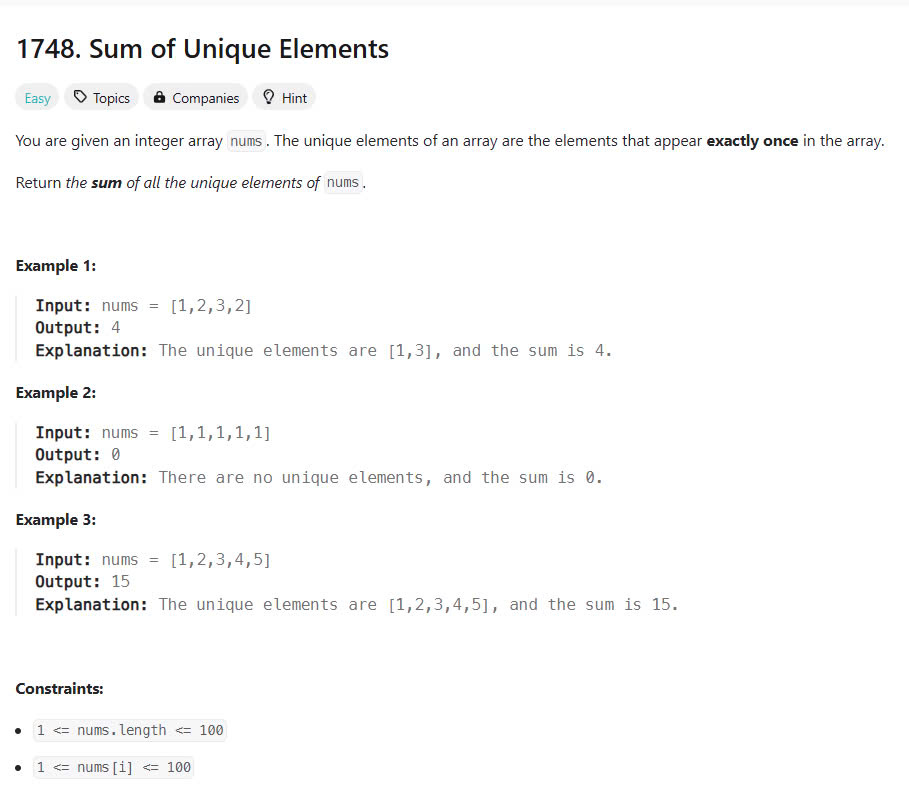 1748. Sum of Unique Elements
Easy Topics Companies Hint
You are given an integer array nums. The unique elements of an array are the elements that appear exactly once in the array.
Return the sum of all the unique elements of nums.
Example 1:
Input: nums = [1,2,3,2]
Output: 4
Explanation: The unique elements are [1,3], and the sum is 4.
Example 2:
Input: nums = [1,1,1,1,1]
Output: 0
Explanation: There are no unique elements, and the sum is 0.
Example 3:
Input: nums = [1,2,3,4,5]
Output: 15
Explanation: The unique elements are [1,2,3,4,5], and the sum is 15.
Constraints:
• 1 <= nums.length <= 100
• 1 <= nums[i] <= 100